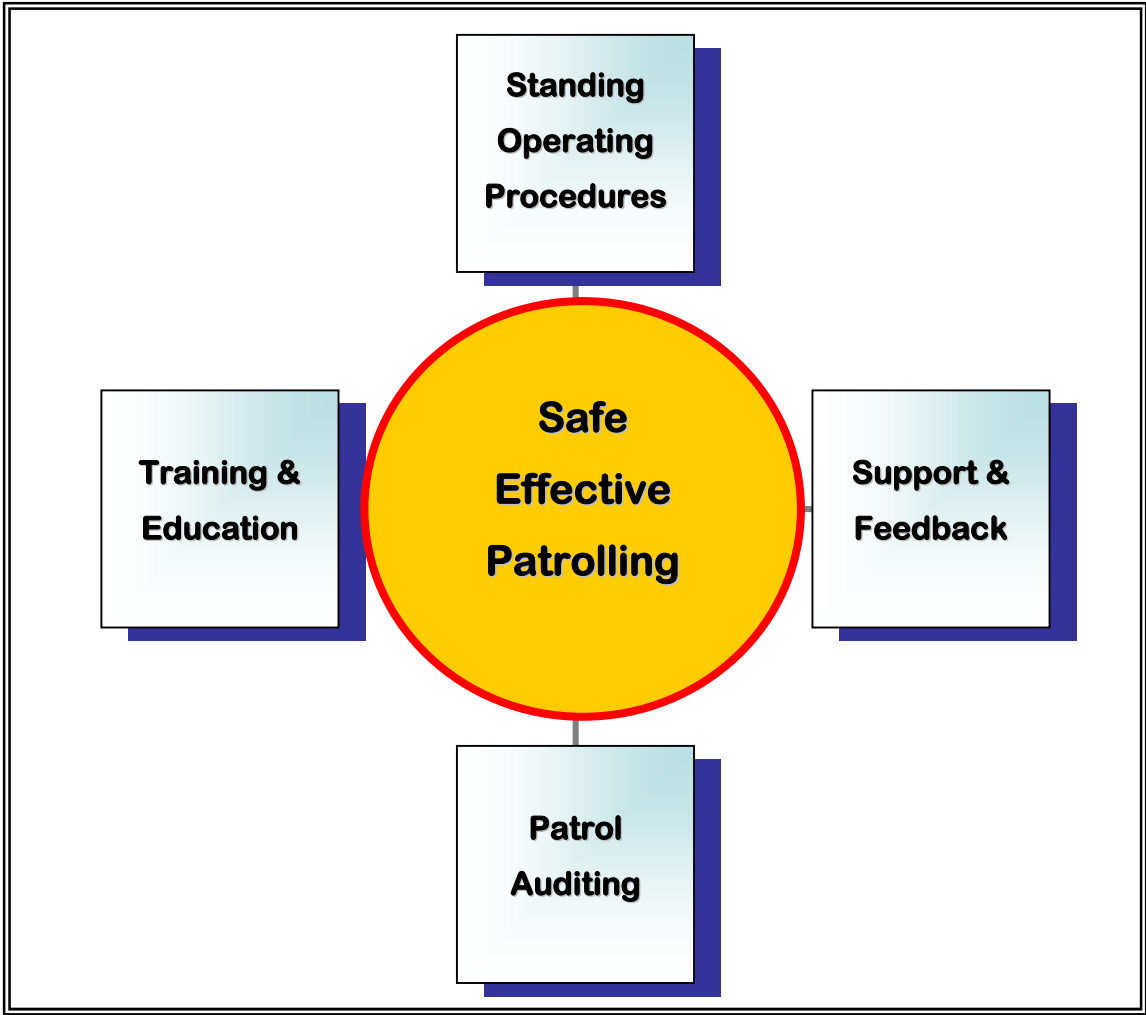 Standing
Operating
Procedures
Training &
Education
Safe
Effective
Patrolling
Support &
Feedback
Patrol
Auditing